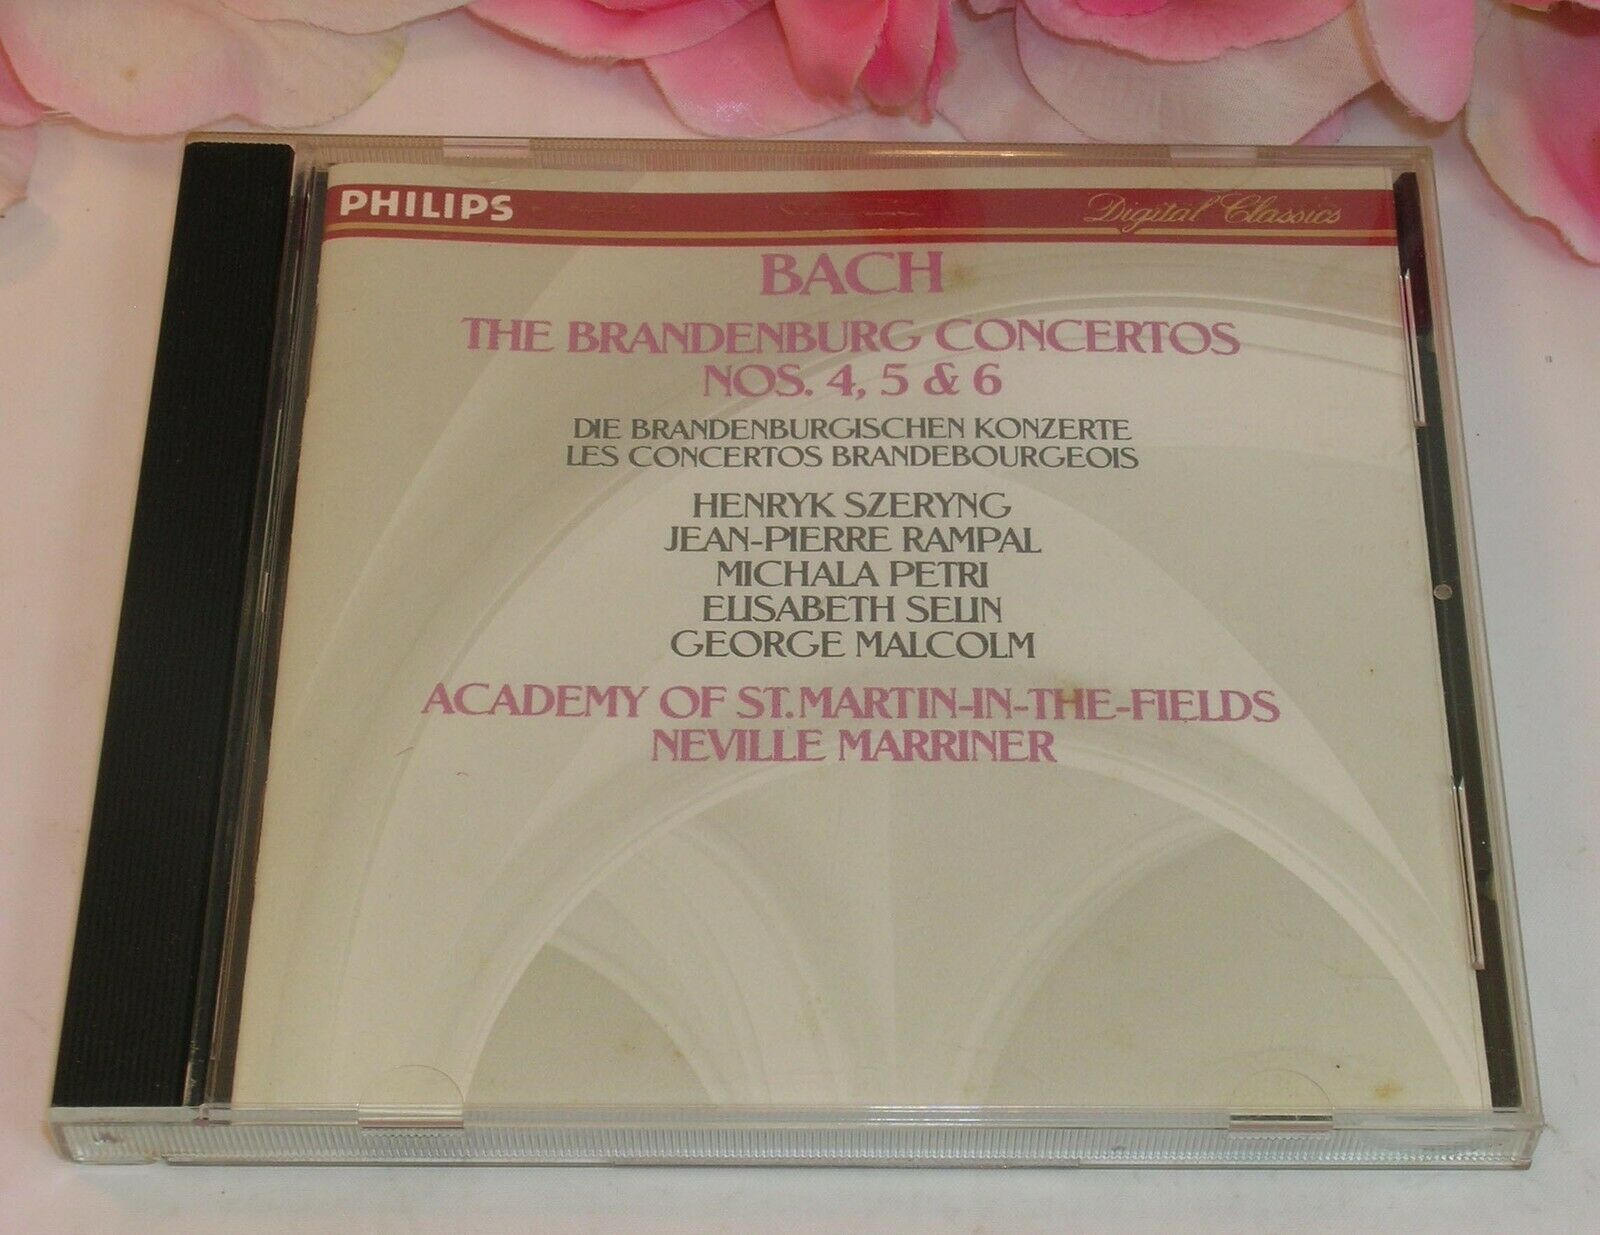 PHILIPS
Digital Classics
BACH
THE BRANDENBURG CONCERTOS
NOS. 4, 5 & 6
DIE BRANDENBURGISCHEN KONZERTE
LES CONCERTOS BRANDEBOURGEOIS
HENRYK SZERYNG
JEAN-PIERRE RAMPAL
MICHALA PETRI
ELISABETH SELIN
GEORGE MALCOLM
ACADEMY OF ST. MARTIN-IN-THE-FIELDS
NEVILLE MARRINER